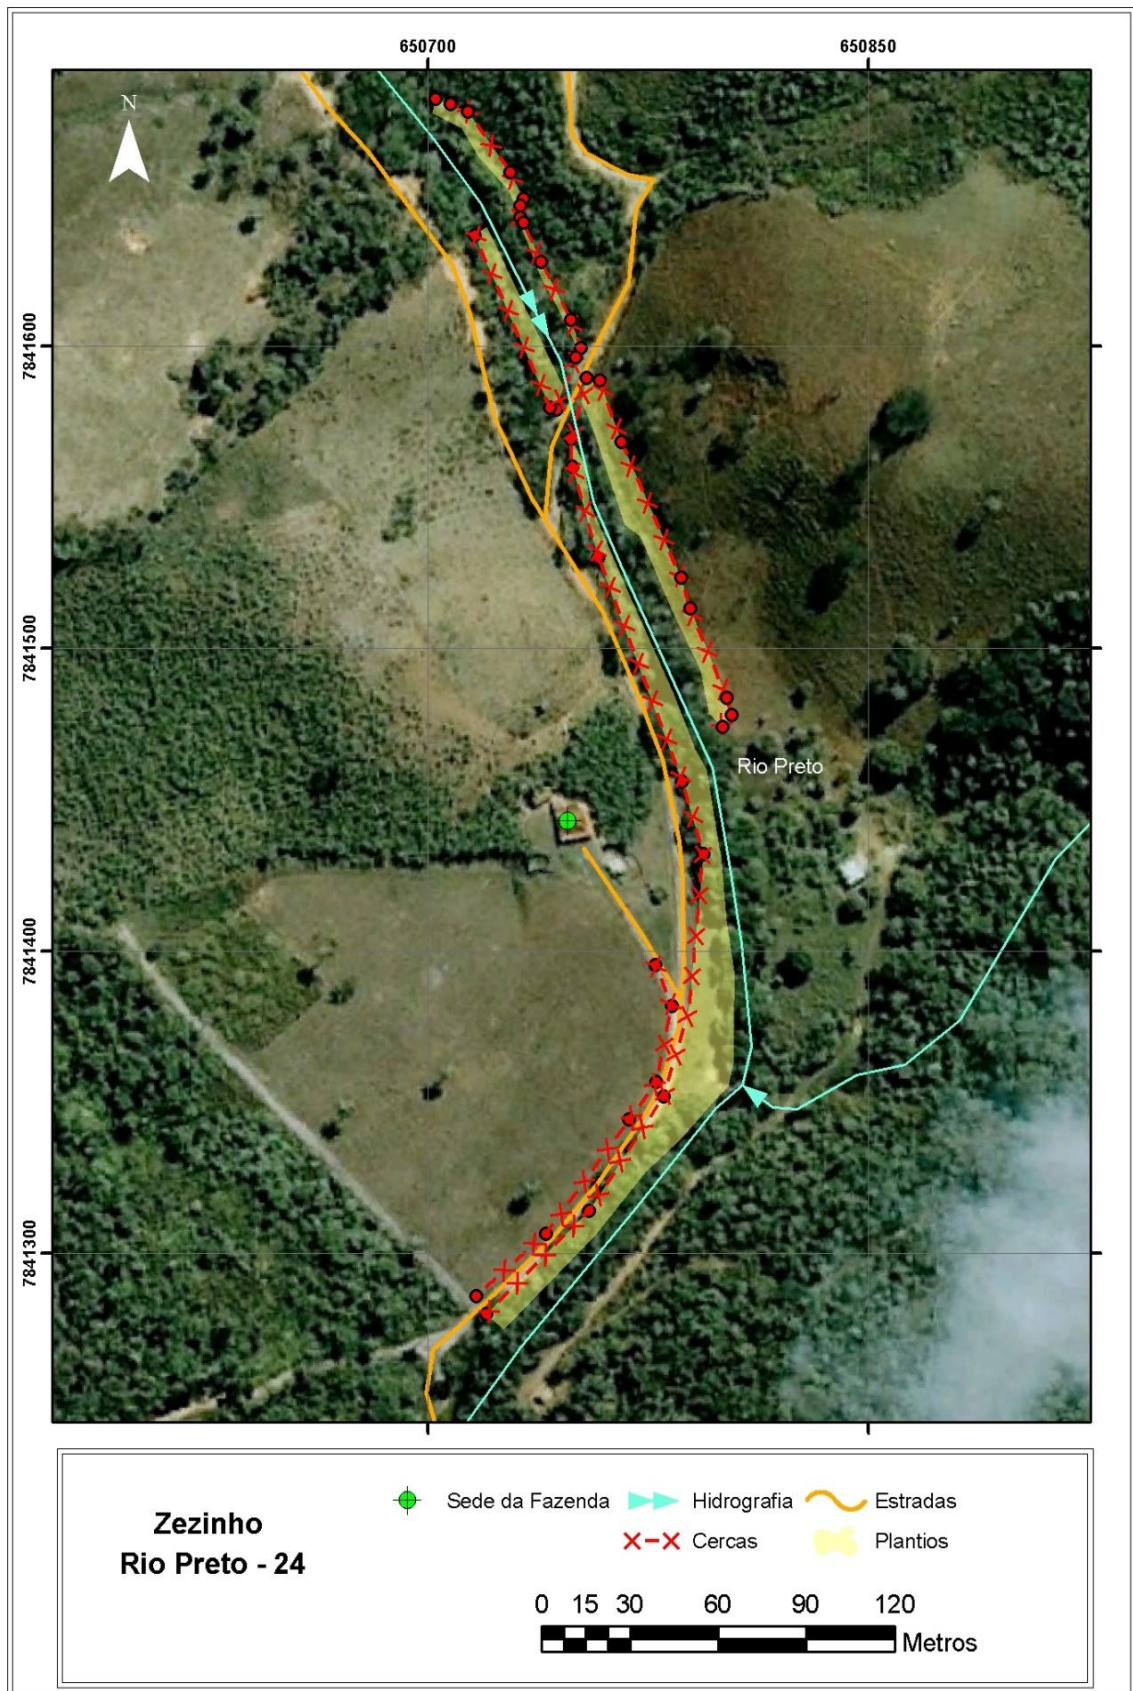 650700
650850
N
7841600
7841500
Rio Preto
7841400
7841300
Zezinho
Rio Preto - 24
Sede da Fazenda
Hidrografia
Estradas
Cercas
Plantios
0 15 30 60 90 120
Metros